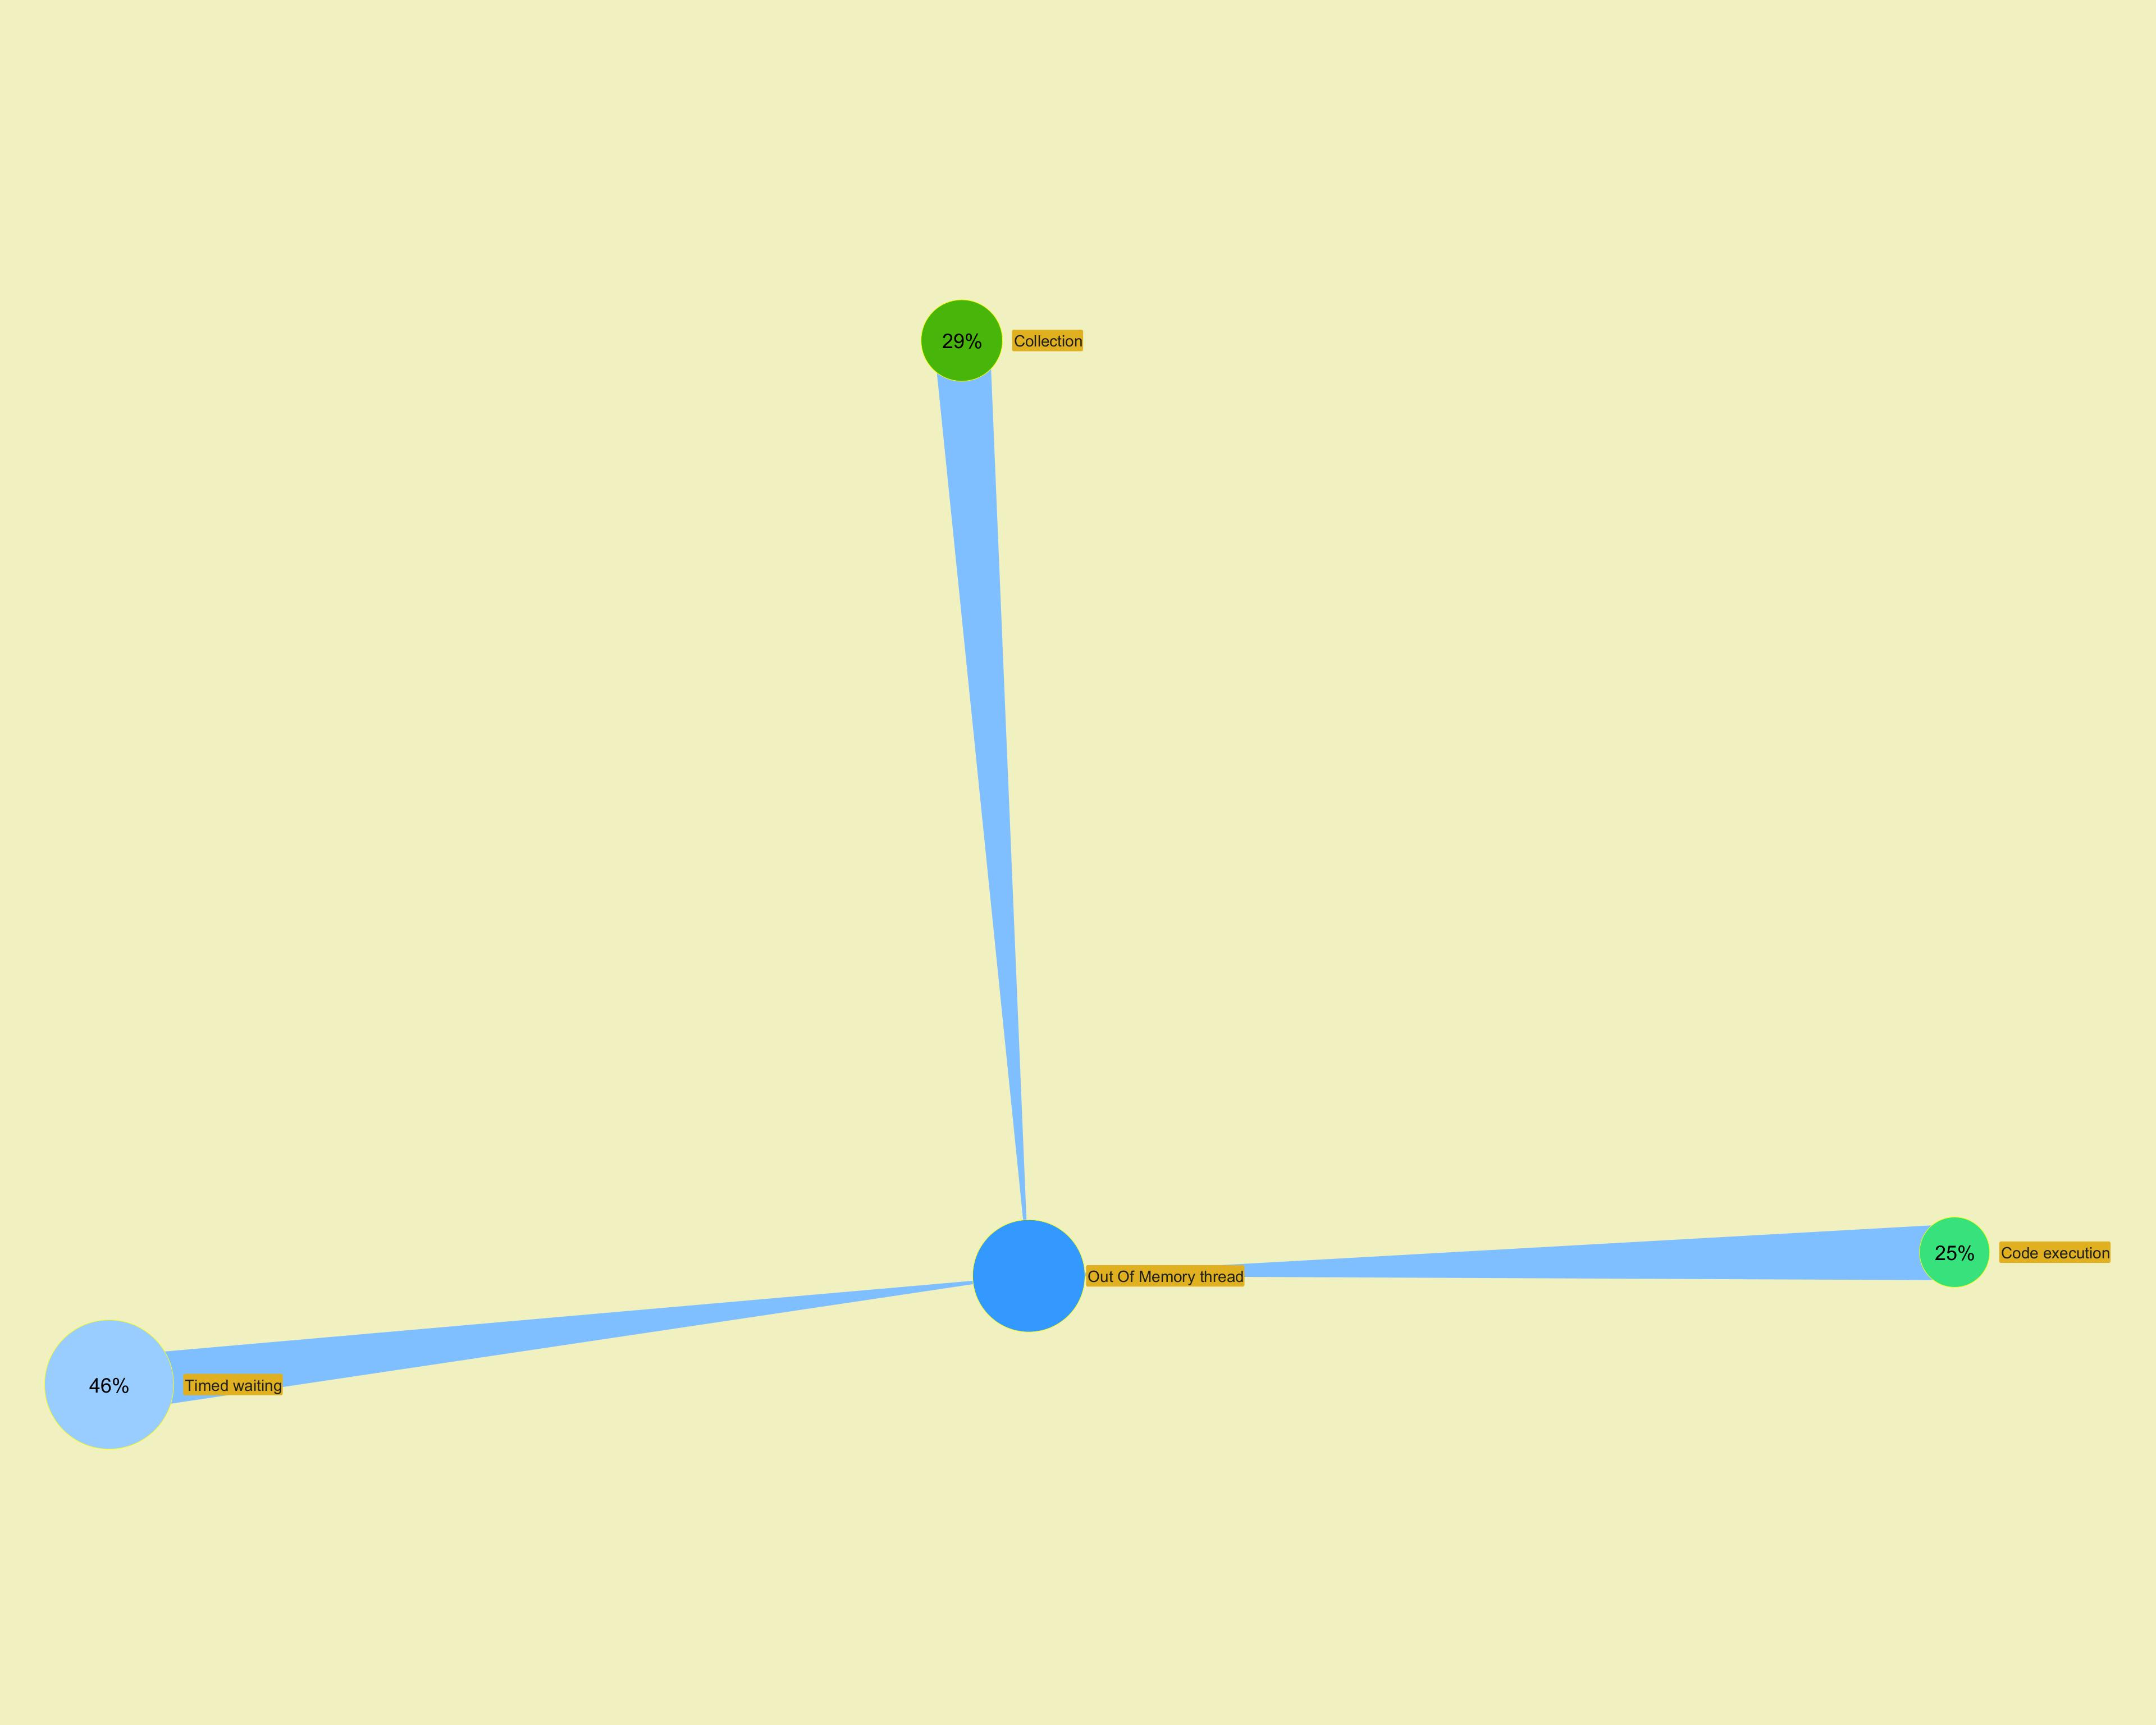 29%
Collection
25%
Code execution
Out Of Memory thread
46%
Timed waiting